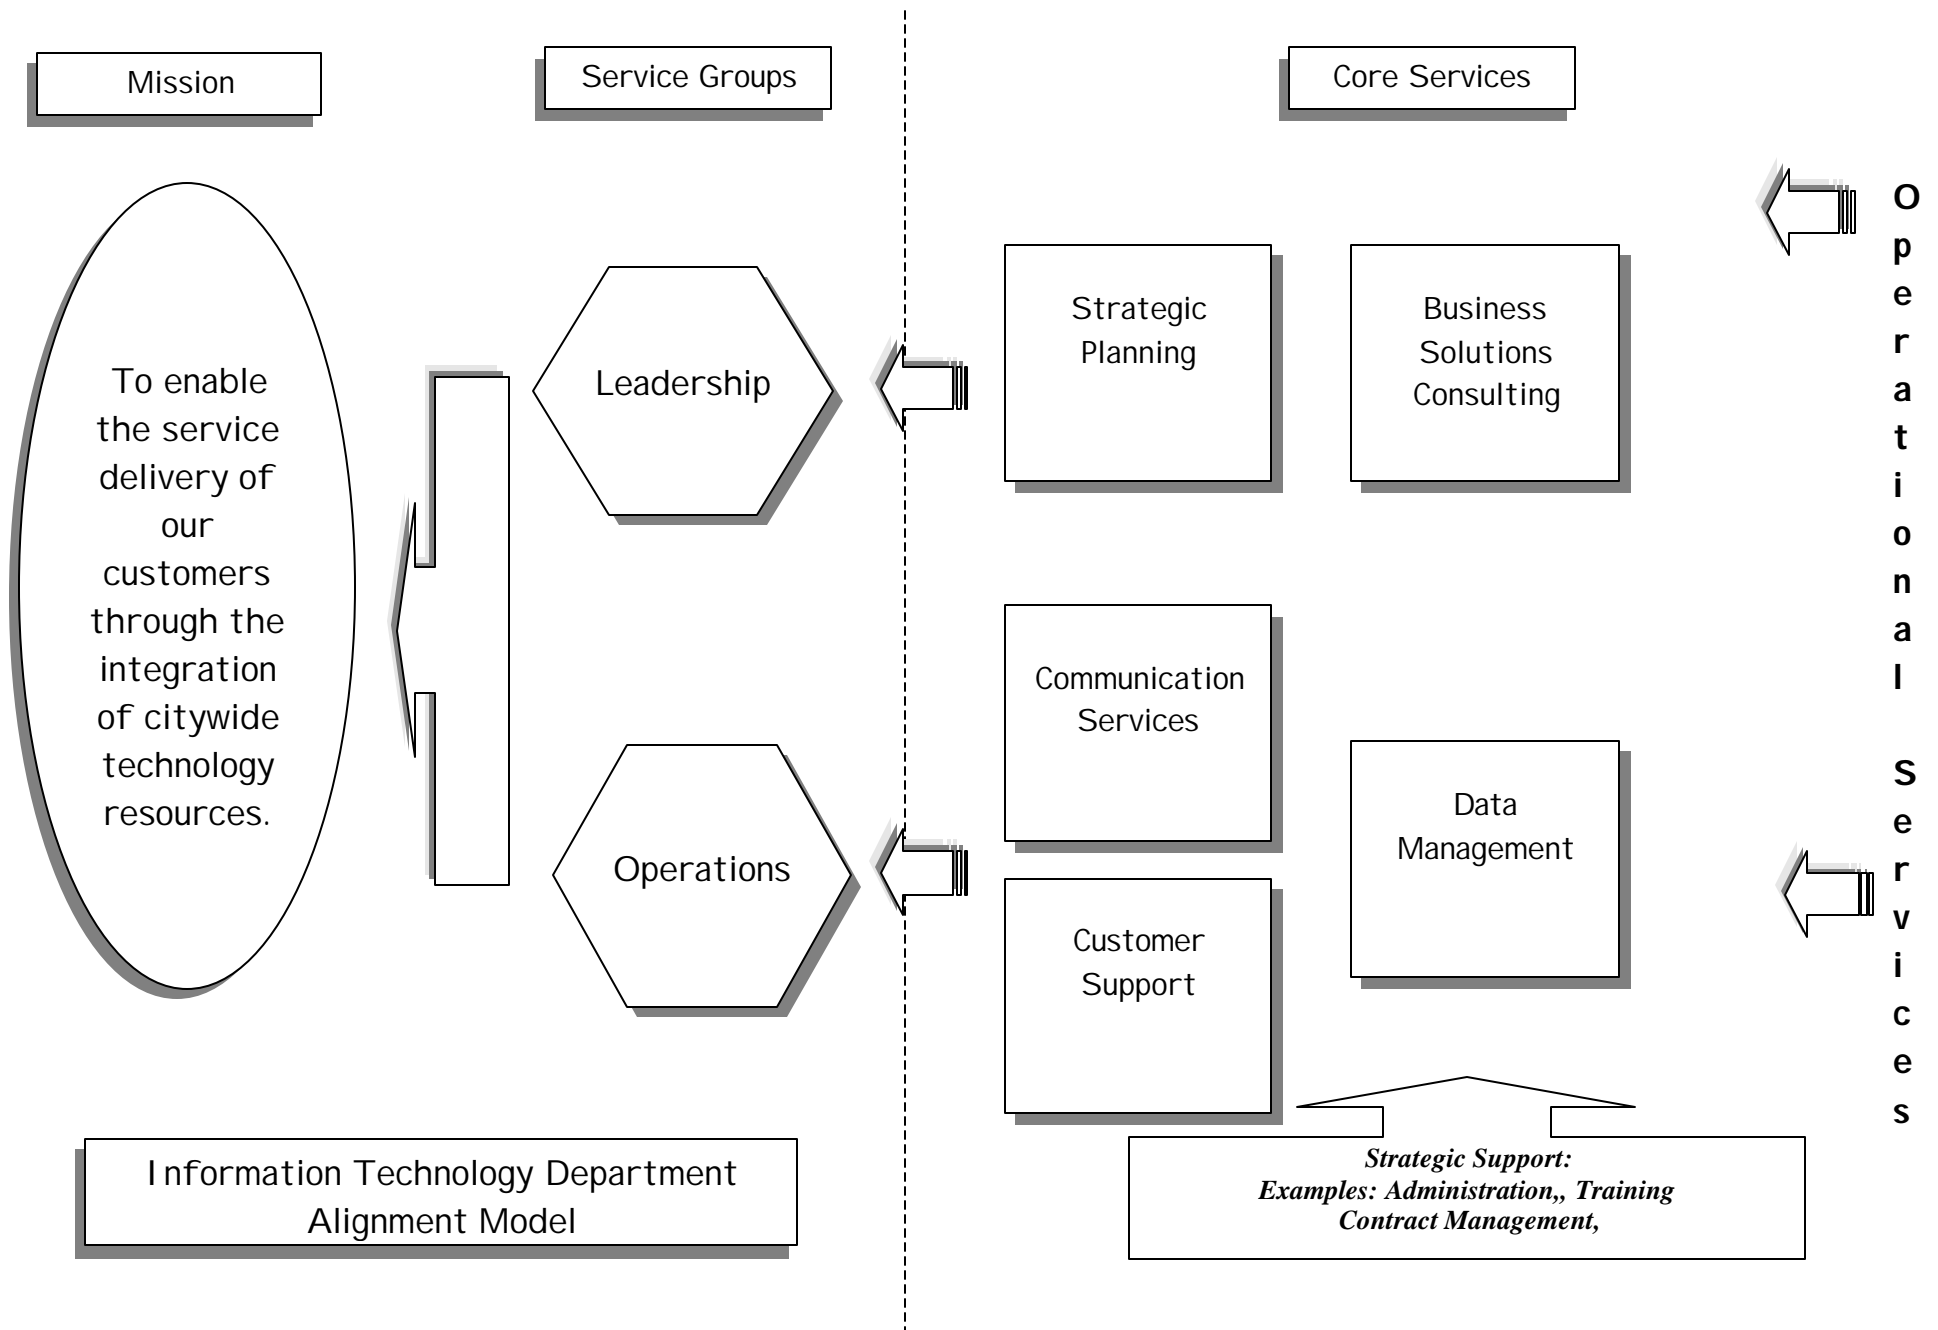 Mission
Service Groups
Core Services
To enable
the service
delivery of
our
customers
through the
integration
of citywide
technology
resources.
Leadership
Operations
Strategic
Planning
Business
Solutions
Consulting
Communication
Services
Data
Management
Customer
Support
O
p
e
r
a
t
i
o
n
a
l
S
e
r
v
i
c
e
s
Information Technology Department
Alignment Model
Strategic Support:
Examples: Administration,, Training
Contract Management,